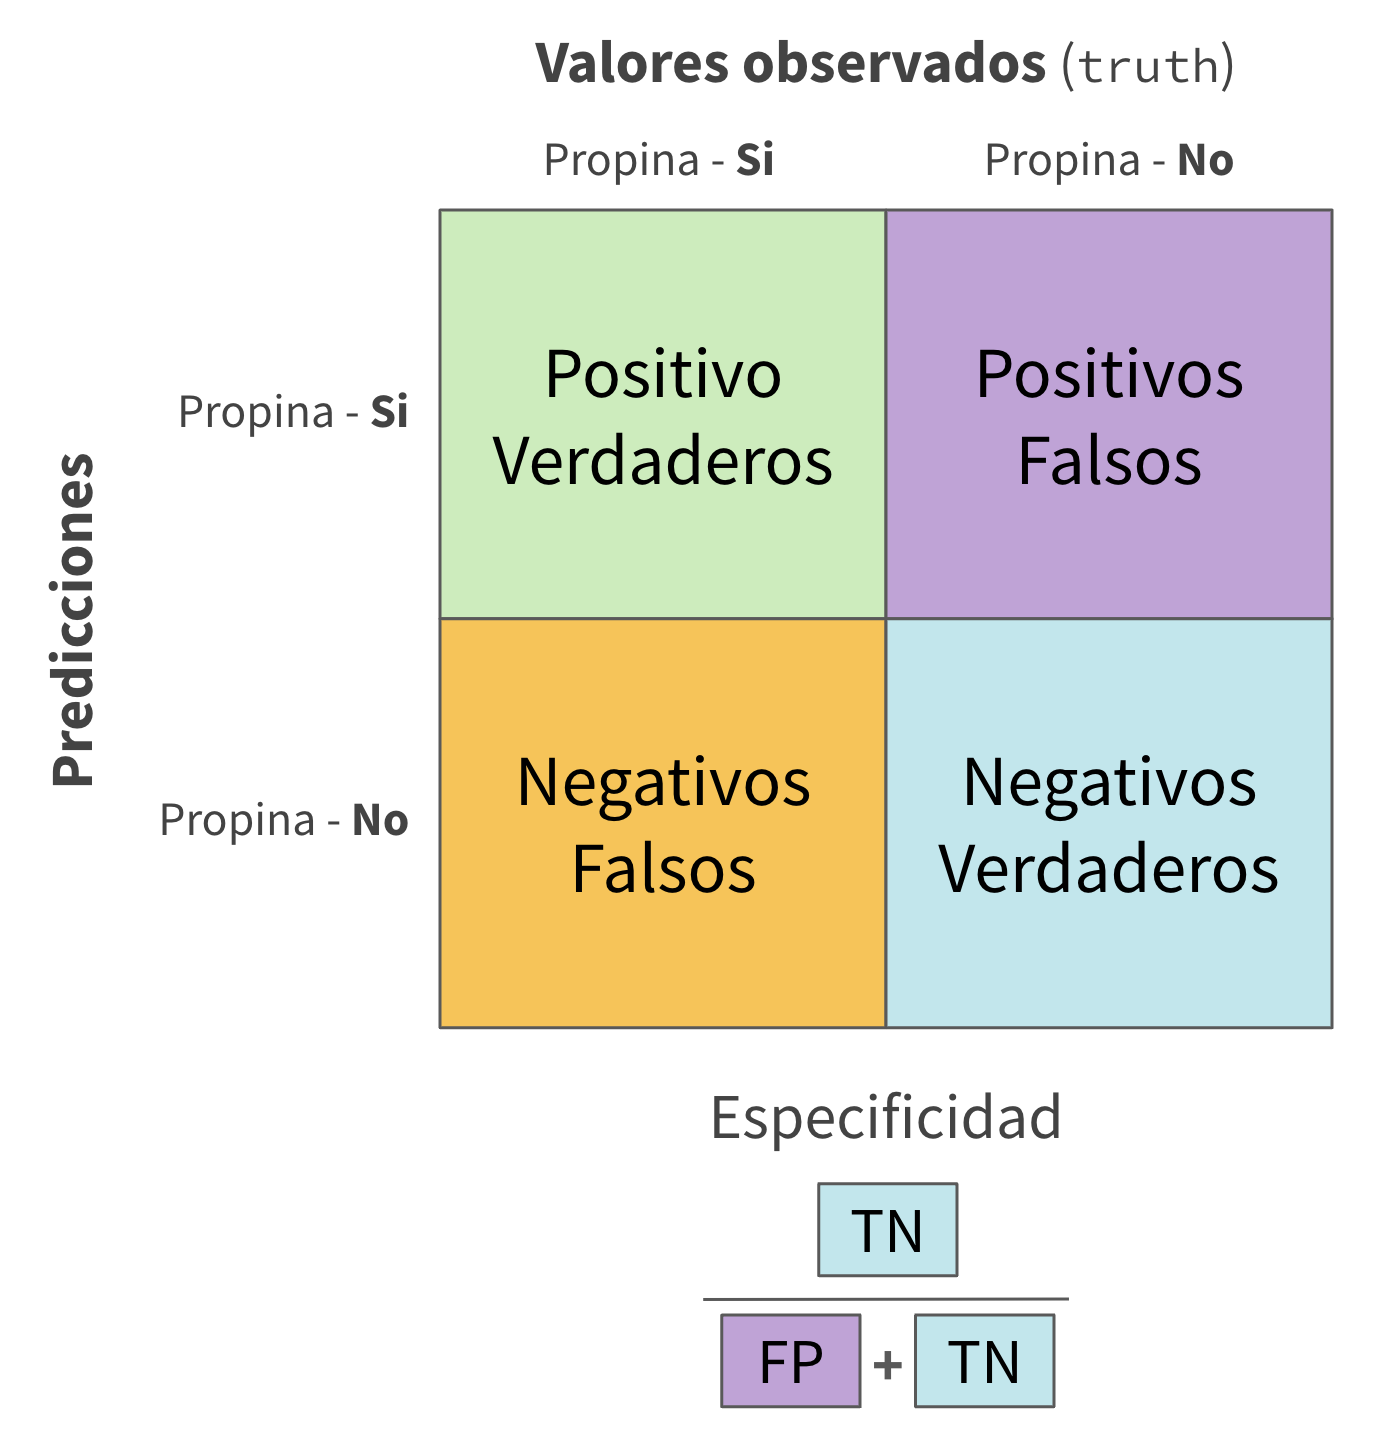 Valores observados (truth)
Propina - Si
Propina - No
Predicciones
Propina - Si
Positivo
Verdaderos
Positivos
Falsos
Propina - No
Negativos
Falsos
Negativos
Verdaderos
Especificidad
TN
FP + TN